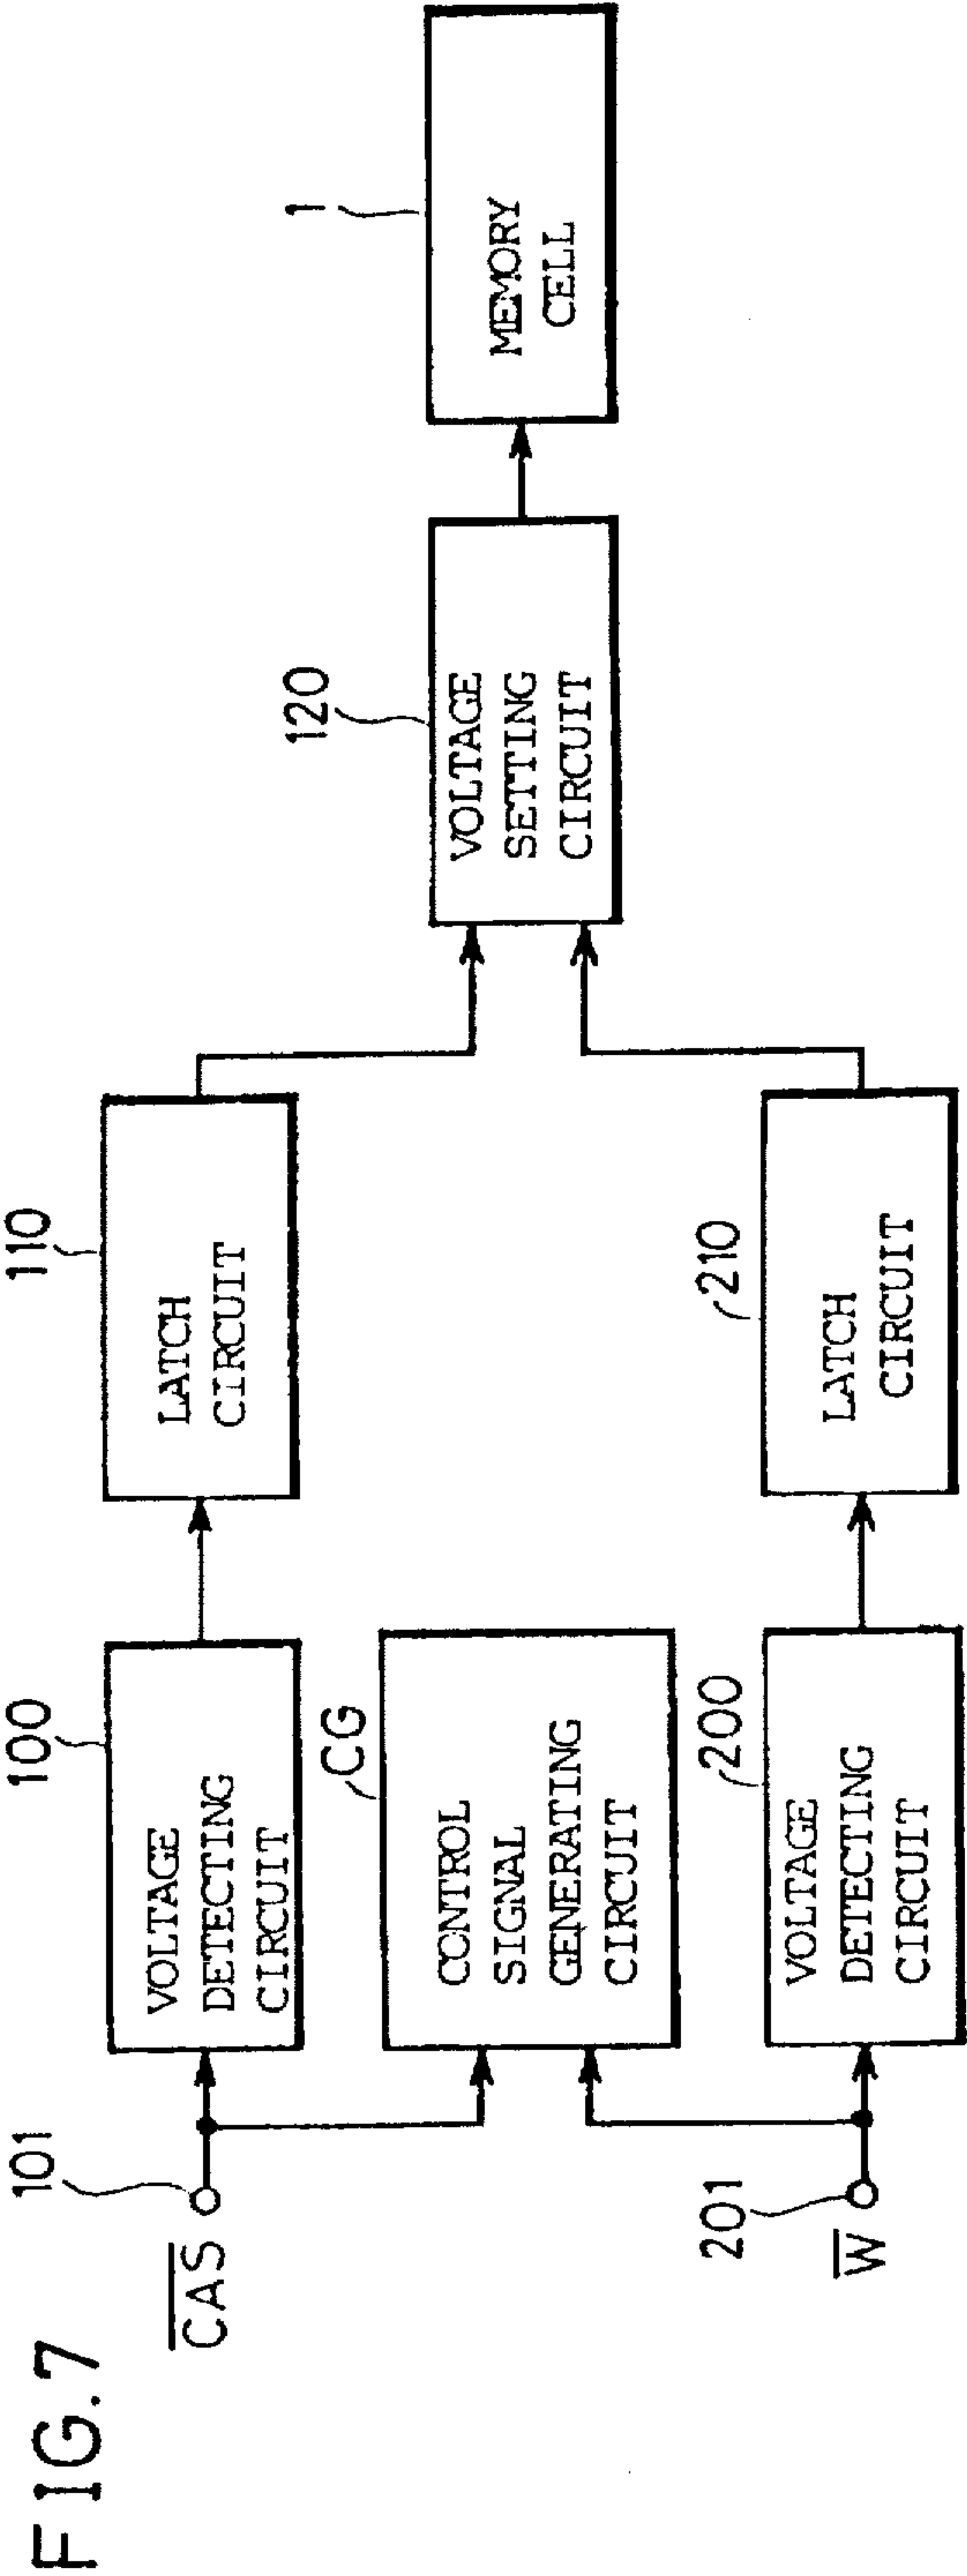 FIG. 7
CAS
101
100
VOLTAGE
DETECTING
CIRCUIT
110
LATCH
CIRCUIT
CG
CONTROL
SIGNAL
GENERATING
CIRCUIT
120
VOLTAGE
SETTING
CIRCUIT
1
MEMORY
CELL
W
201
200
VOLTAGE
DETECTING
CIRCUIT
210
LATCH
CIRCUIT